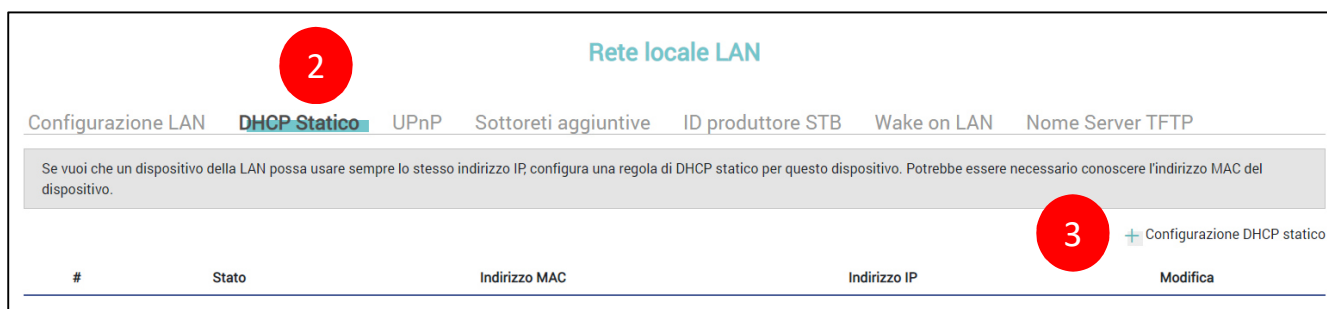 Rete locale LAN
2
Configurazione LAN DHCP Statico UPnP Sottoreti aggiuntive ID produttore STB Wake on LAN Nome Server TFTP
Se vuoi che un dispositivo della LAN possa usare sempre lo stesso indirizzo IP, configura una regola di DHCP statico per questo dispositivo. Potrebbe essere necessario conoscere l'indirizzo MAC del
dispositivo.
3
+ Configurazione DHCP statico
# Stato Indirizzo MAC Indirizzo IP Modifica